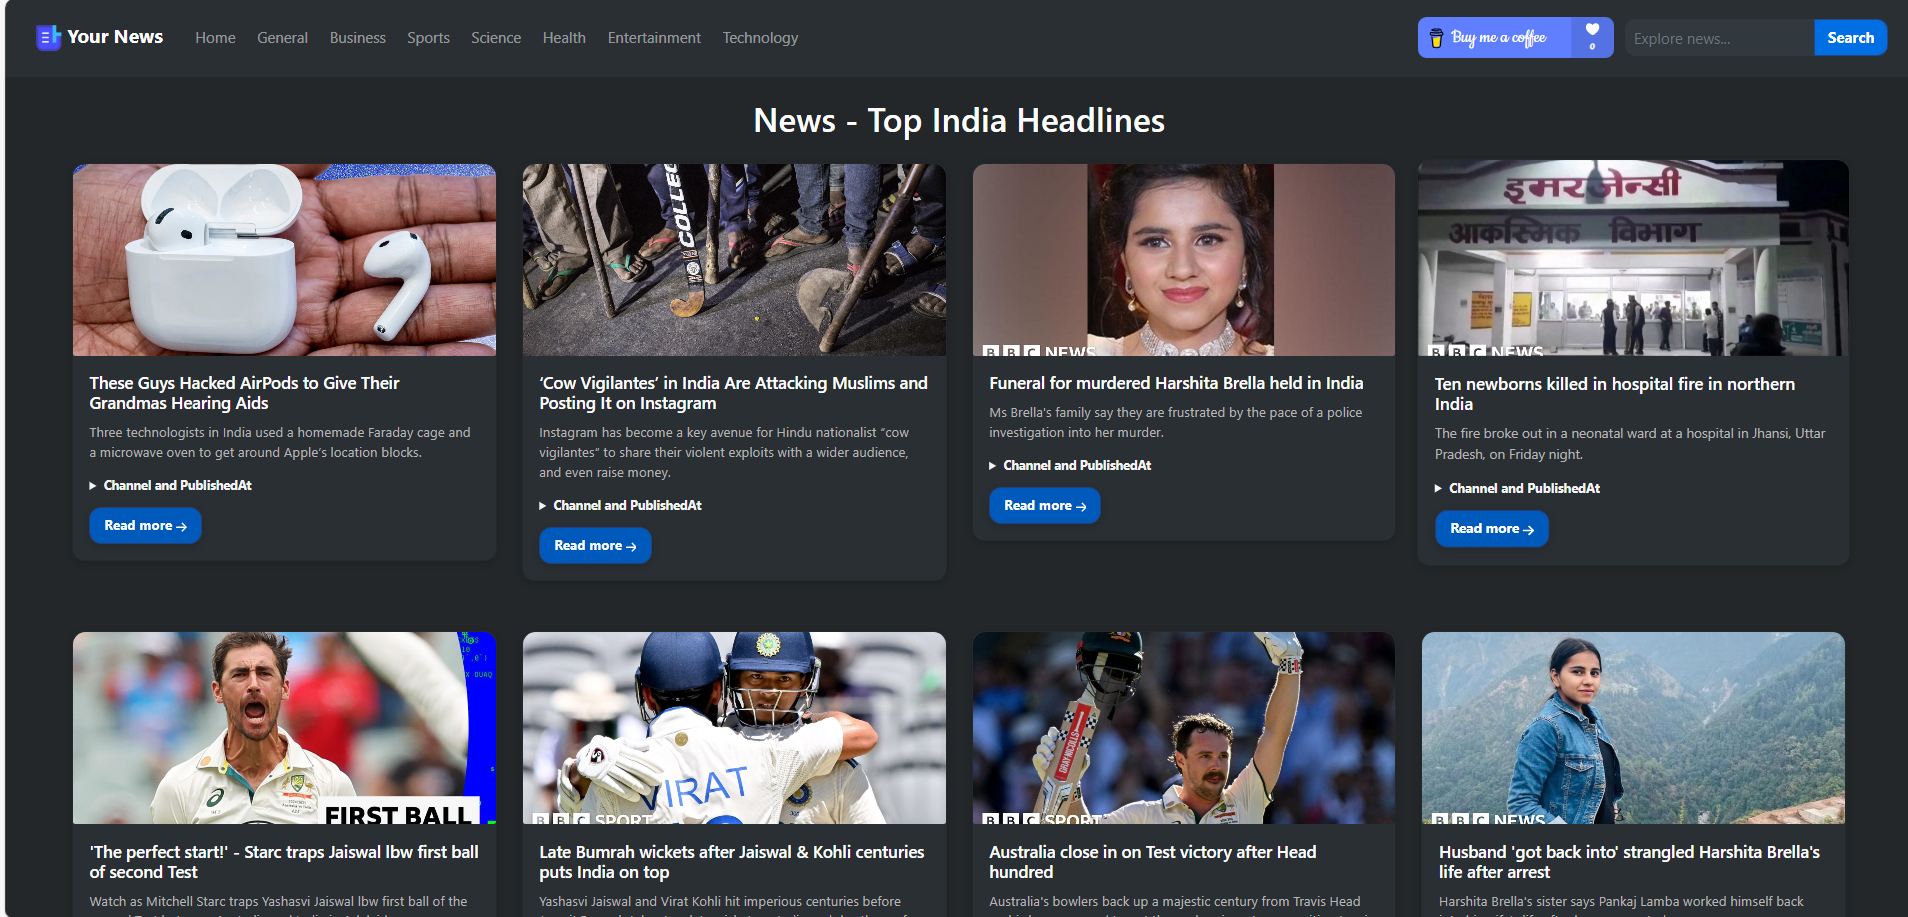 Your News
Home
General
Business
Sports
Science
Health
Entertainment
Technology
Buy me a coffee
0
Explore news...
Search
News - Top India Headlines
COLLEG
BBC NEWS
इमरजेन्सी
आकस्मिक विभाग
BBC NEWS
These Guys Hacked AirPods to Give Their
Grandmas Hearing Aids
Three technologists in India used a homemade Faraday cage and
a microwave oven to get around Apple’s location blocks.
Channel and PublishedAt
Read more →
‘Cow Vigilantes’ in India Are Attacking Muslims and
Posting It on Instagram
Instagram has become a key avenue for Hindu nationalist “cow
vigilantes” to share their violent exploits with a wider audience,
and even raise money.
Channel and PublishedAt
Read more →
Funeral for murdered Harshita Brella held in India
Ms Brella's family say they are frustrated by the pace of a police
investigation into her murder.
Channel and PublishedAt
Read more →
Ten newborns killed in hospital fire in northern
India
The fire broke out in a neonatal ward at a hospital in Jhansi, Uttar
Pradesh, on Friday night.
Channel and PublishedAt
Read more →
FIRST BALL
VIRAT
BBC SPORT
GRAY-NICOLLS
BBC SPORT
BBC NEWS
'The perfect start!' - Starc traps Jaiswal lbw first ball
of second Test
Watch as Mitchell Starc traps Yashasvi Jaiswal lbw first ball of the
Late Bumrah wickets after Jaiswal & Kohli centuries
puts India on top
Yashasvi Jaiswal and Virat Kohli hit imperious centuries before
Australia close in on Test victory after Head
hundred
Australia's bowlers back up a majestic century from Travis Head
Husband 'got back into' strangled Harshita Brella's
life after arrest
Harshita Brella's sister says Pankaj Lamba worked himself back